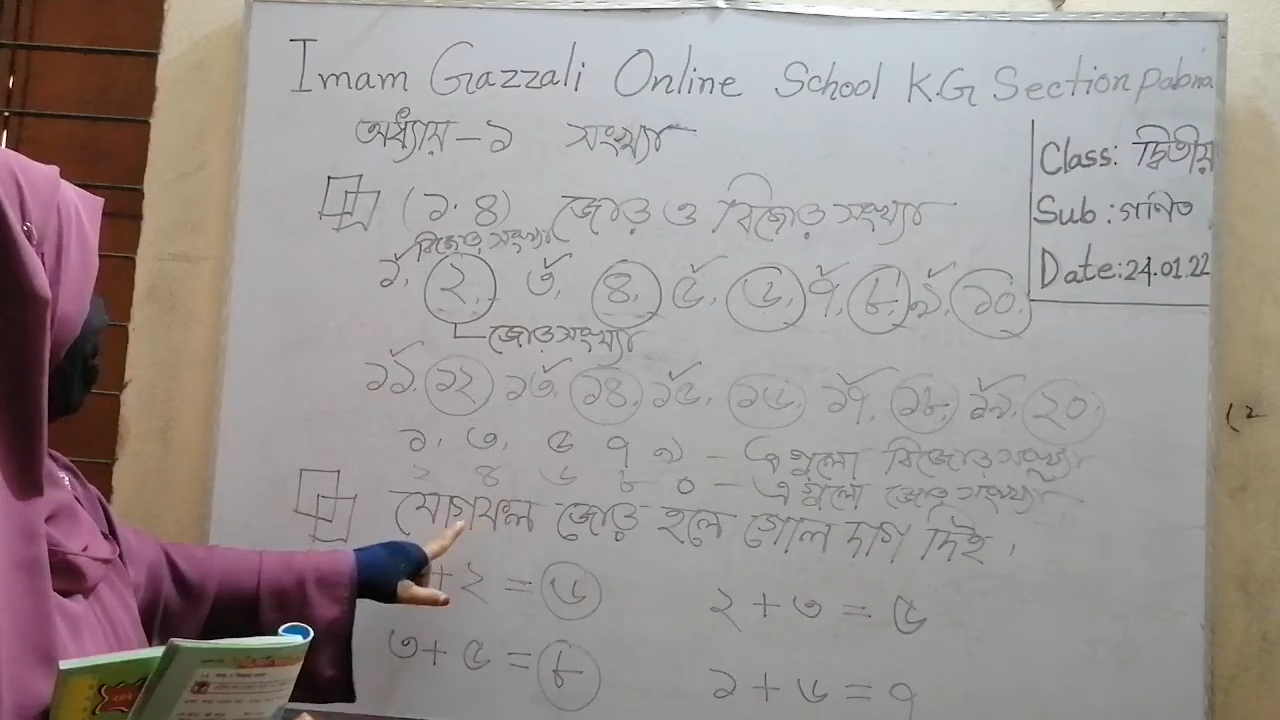 Imam Gazzali Online School K.G Section Pabna
অধ্যায় - ১ সংখ্যা
Class: দ্বিতীয়
Sub : গণিত
Date: 24.01.22
(১.৪) জোড় ও বিজোড় সংখ্যা
বিজোড় সংখ্যা
১, ২, ৩, ৪, ৫, ৬, ৭, ৮, ৯, ১০,
জোড় সংখ্যা
১১, ১২, ১৩, ১৪, ১৫, ১৬, ১৭, ১৮, ১৯, ২০,
১, ৩, ৫ ৭ ৯ - এগুলো বিজোড় সংখ্যা
২ ৪ ৬ ৮ ০ - এগুলো জোড় সংখ্যা
যোগফল জোড় হলে গোল দাগ দিই।
+ ২ = ৬
২ + ৩ = ৫
৩ + ৫ = ৮
১ + ৬ = ৭